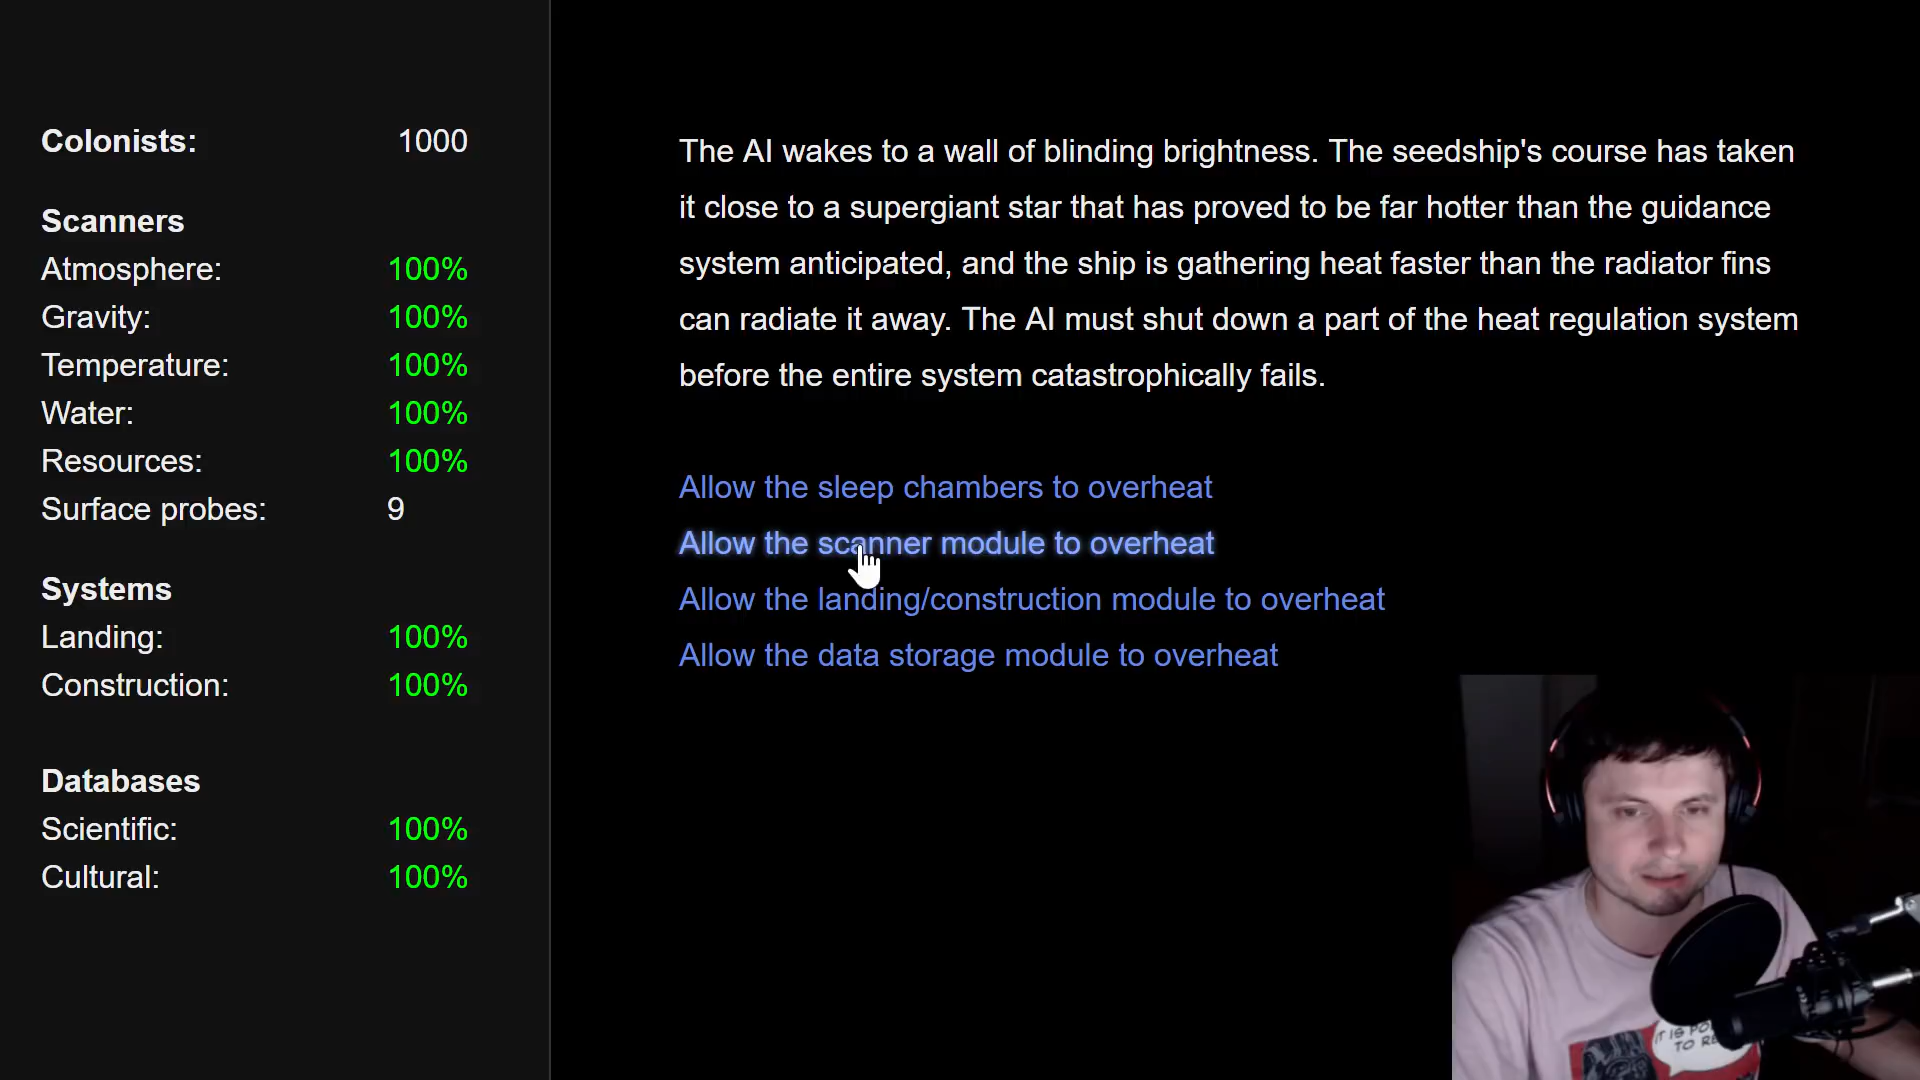 Colonists: 1000
Scanners
Atmosphere: 100%
Gravity: 100%
Temperature: 100%
Water: 100%
Resources: 100%
Surface probes: 9
Systems
Landing: 100%
Construction: 100%
Databases
Scientific: 100%
Cultural: 100%
The AI wakes to a wall of blinding brightness. The seedship's course has taken
it close to a supergiant star that has proved to be far hotter than the guidance
system anticipated, and the ship is gathering heat faster than the radiator fins
can radiate it away. The AI must shut down a part of the heat regulation system
before the entire system catastrophically fails.
Allow the sleep chambers to overheat
Allow the scanner module to overheat
Allow the landing/construction module to overheat
Allow the data storage module to overheat
IT IS
TO